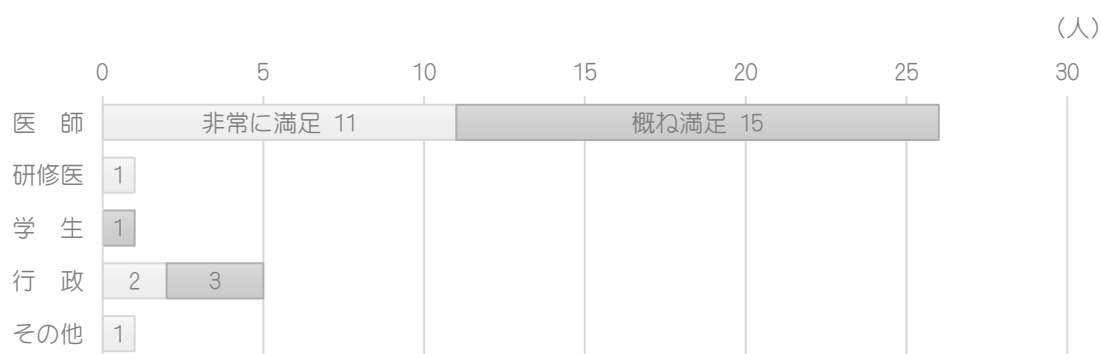 （人）
0 5 10 15 20 25 30
医　師 非常に満足 11 概ね満足 15
研修医 1
学　生 1
行　政 2 3
その他 1